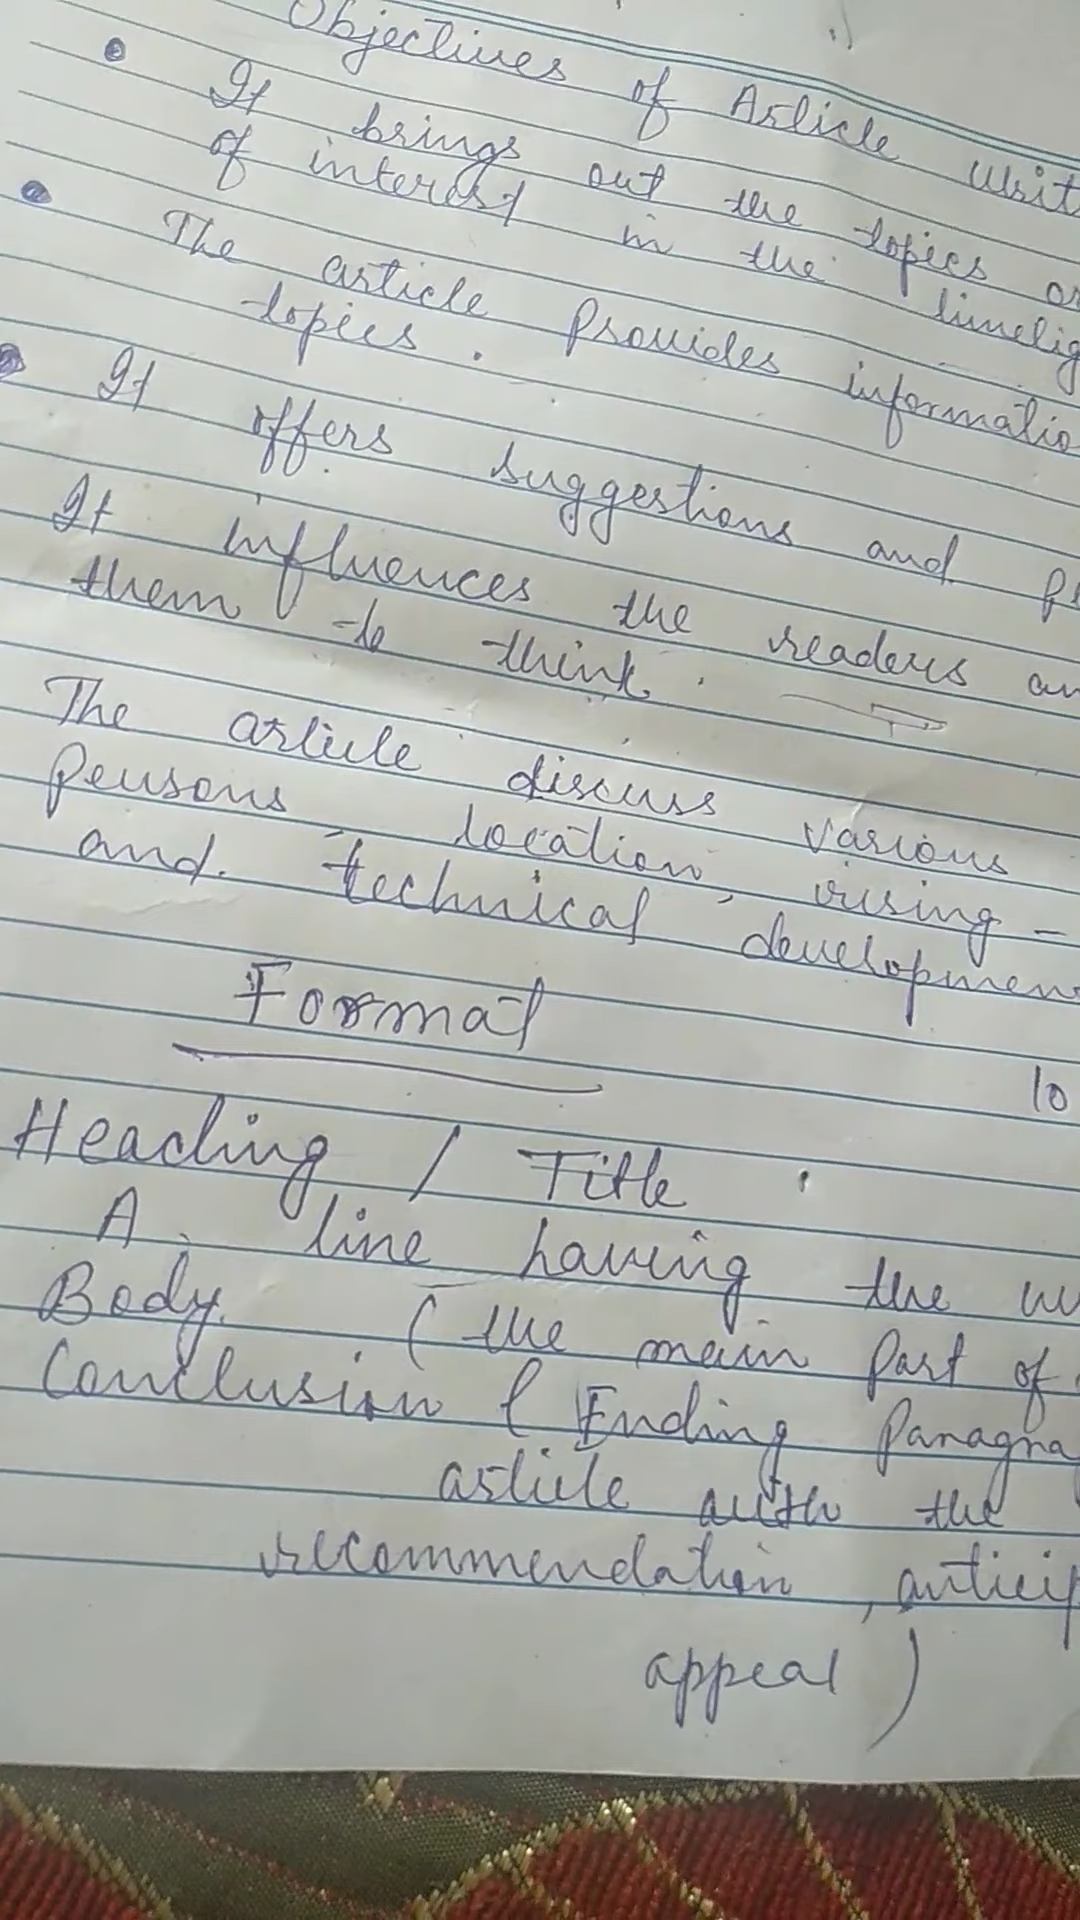 Objectives of Article Writ
It brings out the topics or
of interest in the limelig
The article Provides informatio
topics.
It offers suggestions and Pr
It influences the readers an
them to think.
The article discuss various
Persons, location, rising -
and technical developmen
Format
10
Heading / Title
A line having the
Body. (the main Part of
Conclusion ( Ending Paragra
article with the
recommendation, anticip
appeal)